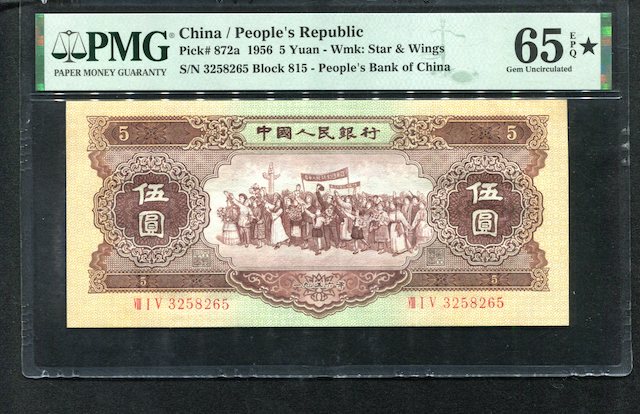 PMG®
PAPER MONEY GUARANTY
China / People's Republic
Pick# 872a 1956 5 Yuan - Wmk: Star & Wings
S/N 3258265 Block 815 - People's Bank of China
65 EPQ ★
Gem Uncirculated
5 中國人民銀行 5
伍圓 伍圓
5 5
Ⅷ I V 3258265 Ⅷ I V 3258265